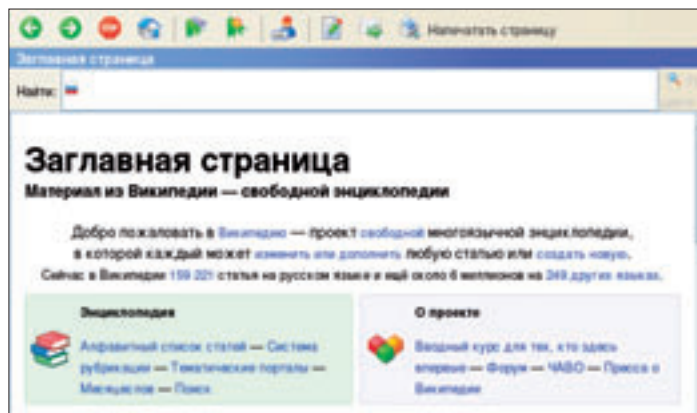 Напечатать страницу
Заглавная страница
Найти:
Заглавная страница
Материал из Википедии — свободной энциклопедии
Добро пожаловать в Википедию — проект свободной многоязычной энциклопедии,
в которой каждый может изменить или дополнить любую статью или создать новую.
Сейчас в Википедии 159 221 статья на русском языке и ещё около 6 миллионов на 249 других языках.
Энциклопедия
Алфавитный список статей — Система
рубрикации — Тематические порталы —
Месяцеслов — Поиск
О проекте
Вводный курс для тех, кто здесь
впервые — Форум — ЧАВО — Пресса о
Википедии